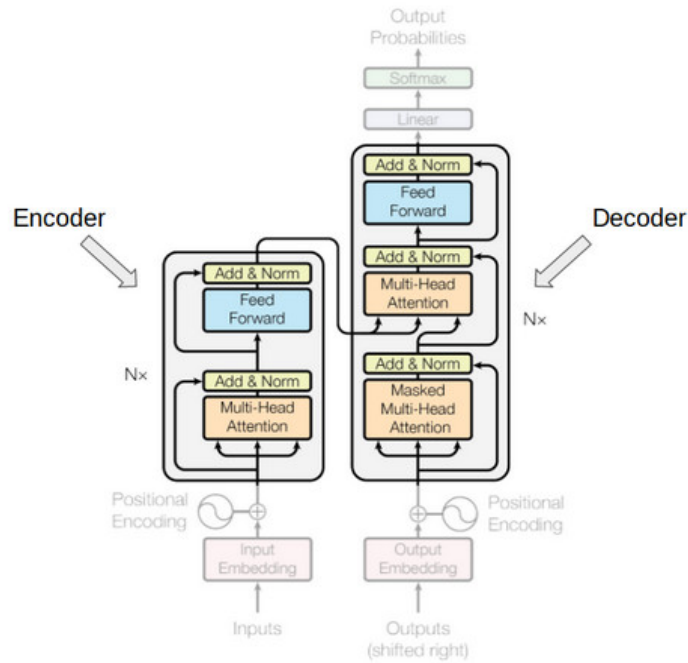 Output
Probabilities
Softmax
Linear
Add & Norm
Feed
Forward
Add & Norm
Multi-Head
Attention
Add & Norm
Masked
Multi-Head
Attention
Nx
Decoder
Encoder
Add & Norm
Feed
Forward
Add & Norm
Multi-Head
Attention
Nx
Positional
Encoding
Input
Embedding
Inputs
Positional
Encoding
Output
Embedding
Outputs
(shifted right)